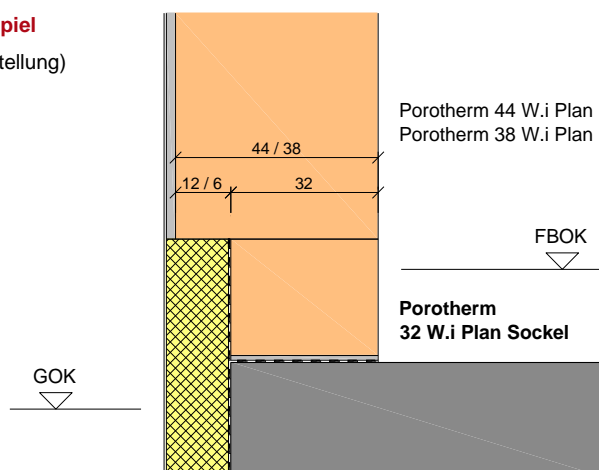 piel
tellung)
Porotherm 44 W.i Plan
Porotherm 38 W.i Plan
44 / 38
12 / 6
32
FBOK
Porotherm
32 W.i Plan Sockel
GOK